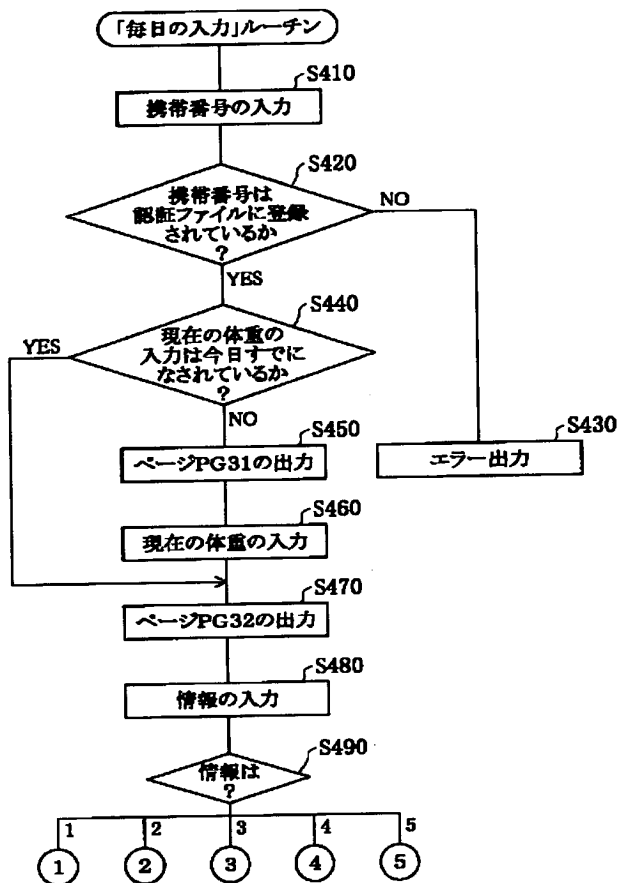 「毎日の入力」ルーチン
S410
携帯番号の入力
S420
携帯番号は
認証ファイルに登録
されているか
?
NO
YES
S440
現在の体重の
入力は今日すでに
なされているか
?
YES
NO
S450
ページPG31の出力
S430
エラー出力
S460
現在の体重の入力
S470
ページPG32の出力
S480
情報の入力
S490
情報は
?
1
2
3
4
5
1
2
3
4
5